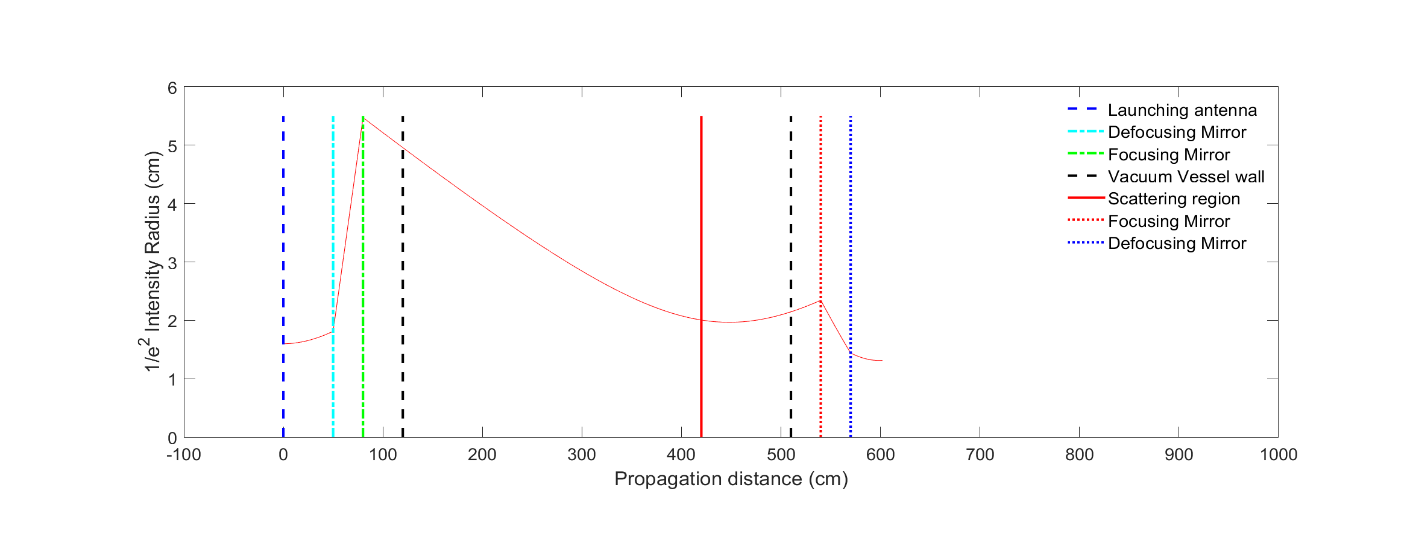 6
5
4
3
2
1
0
1/e2 Intensity Radius (cm)
Launching antenna
Defocusing Mirror
Focusing Mirror
Vacuum Vessel wall
Scattering region
Focusing Mirror
Defocusing Mirror
-100 0 100 200 300 400 500 600 700 800 900 1000
Propagation distance (cm)